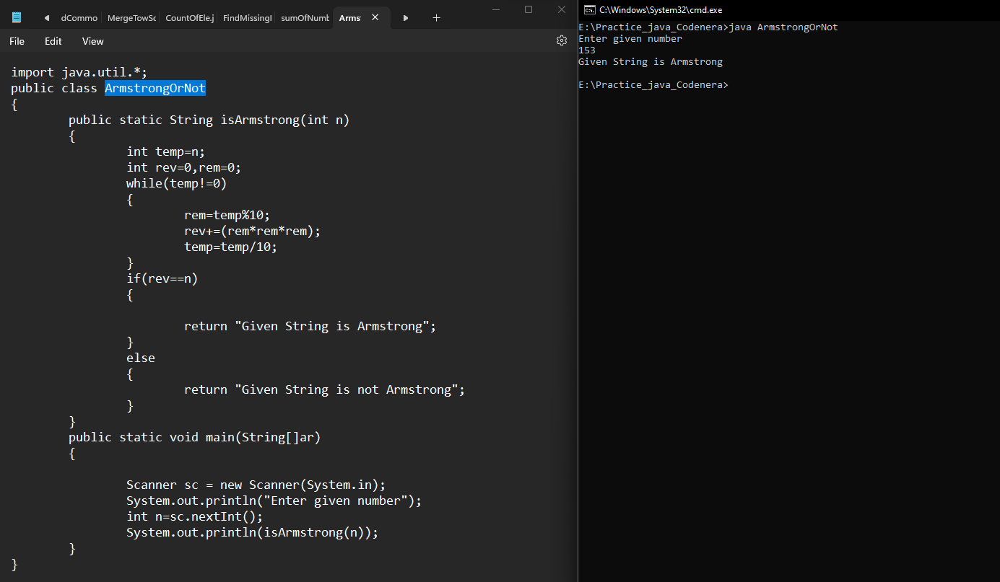 dCommo MergeTowSc CountOfEle.j FindMissingI sumOfNumb Arms
File Edit View
import java.util.*;
public class ArmstrongOrNot
{
public static String isArmstrong(int n)
{
int temp=n;
int rev=0,rem=0;
while(temp!=0)
{
rem=temp%10;
rev+=(rem*rem*rem);
temp=temp/10;
}
if(rev==n)
{
return "Given String is Armstrong";
}
else
{
return "Given String is not Armstrong";
}
}
public static void main(String[]ar)
{
Scanner sc = new Scanner(System.in);
System.out.println("Enter given number");
int n=sc.nextInt();
System.out.println(isArmstrong(n));
}
}
C:\Windows\System32\cmd.exe
E:\Practice_java_Codenera>java ArmstrongOrNot
Enter given number
153
Given String is Armstrong
E:\Practice_java_Codenera>